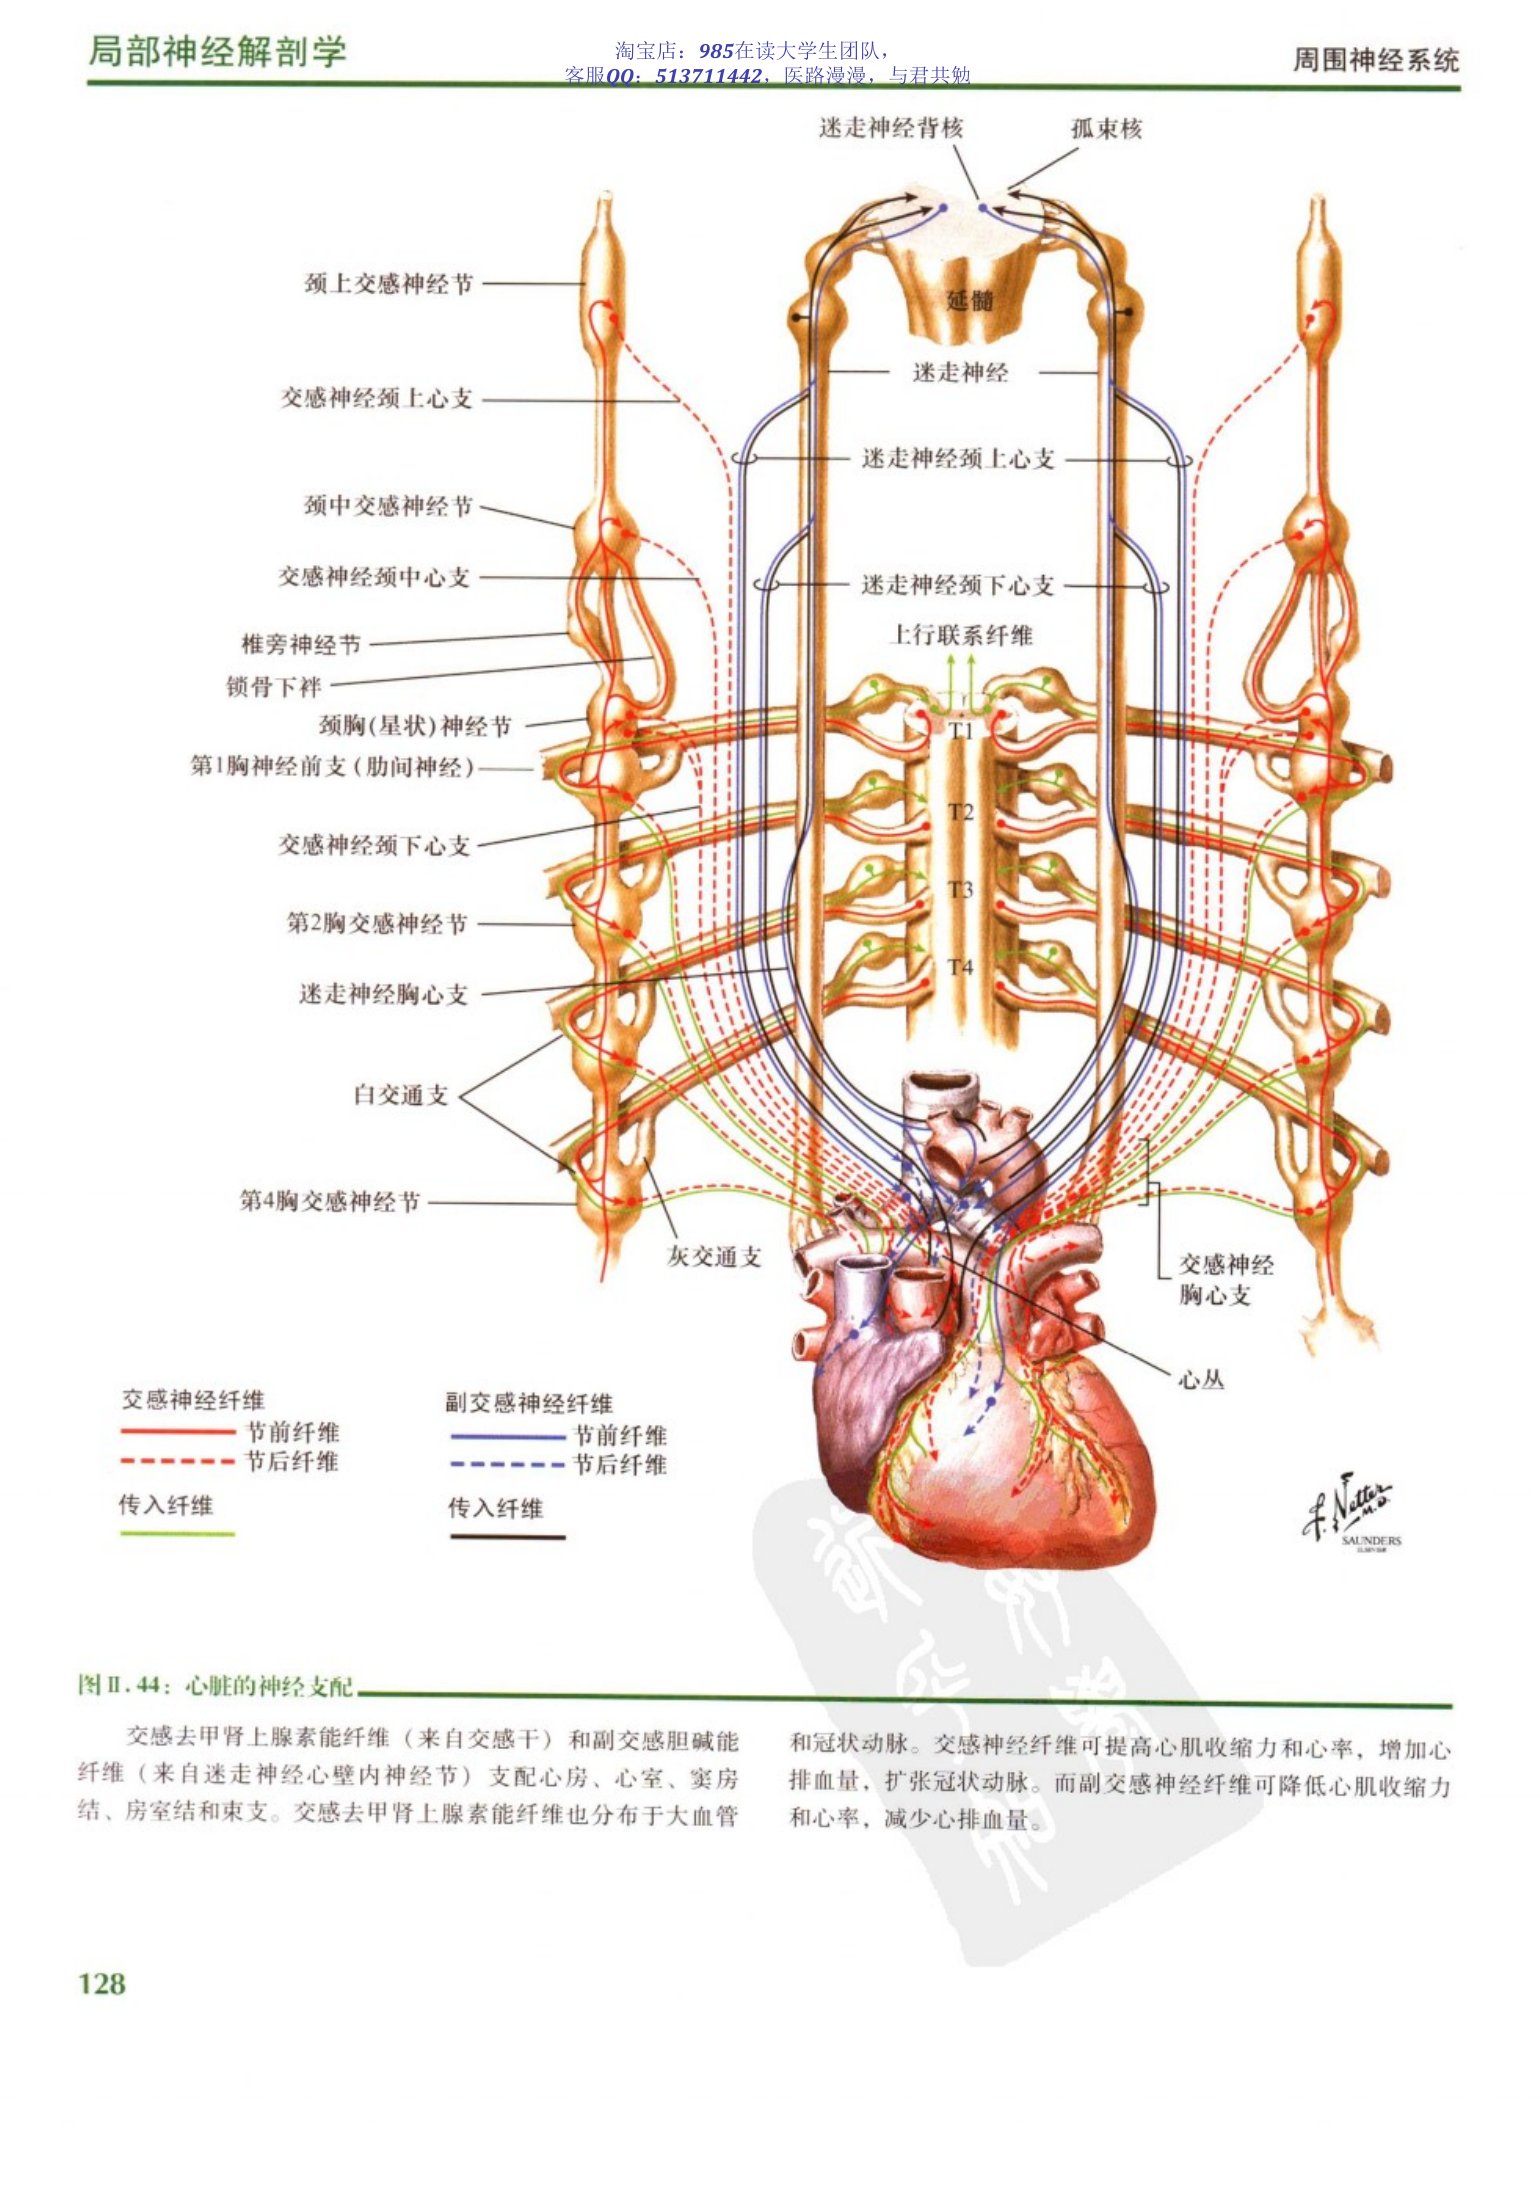 局部神经解剖学
淘宝店：985在读大学生团队，
客服QQ：513711442，医路漫漫，与君共勉
周围神经系统
迷走神经背核
孤束核
颈上交感神经节
延髓
迷走神经
交感神经颈上心支
迷走神经颈上心支
颈中交感神经节
交感神经颈中心支
迷走神经颈下心支
上行联系纤维
椎旁神经节
锁骨下袢
颈胸(星状)神经节
T1
第1胸神经前支(肋间神经)
T2
交感神经颈下心支
T3
第2胸交感神经节
T4
迷走神经胸心支
白交通支
第4胸交感神经节
灰交通支
交感神经
胸心支
心丛
交感神经纤维
节前纤维
节后纤维
传入纤维
副交感神经纤维
节前纤维
节后纤维
传入纤维
F. Netter
M.D.
SAUNDERS
图Ⅱ.44：心脏的神经支配
交感去甲肾上腺素能纤维（来自交感干）和副交感胆碱能
纤维（来自迷走神经心壁内神经节）支配心房、心室、窦房
结、房室结和束支。交感去甲肾上腺素能纤维也分布于大血管
和冠状动脉。交感神经纤维可提高心肌收缩力和心率，增加心
排血量，扩张冠状动脉。而副交感神经纤维可降低心肌收缩力
和心率，减少心排血量。
128